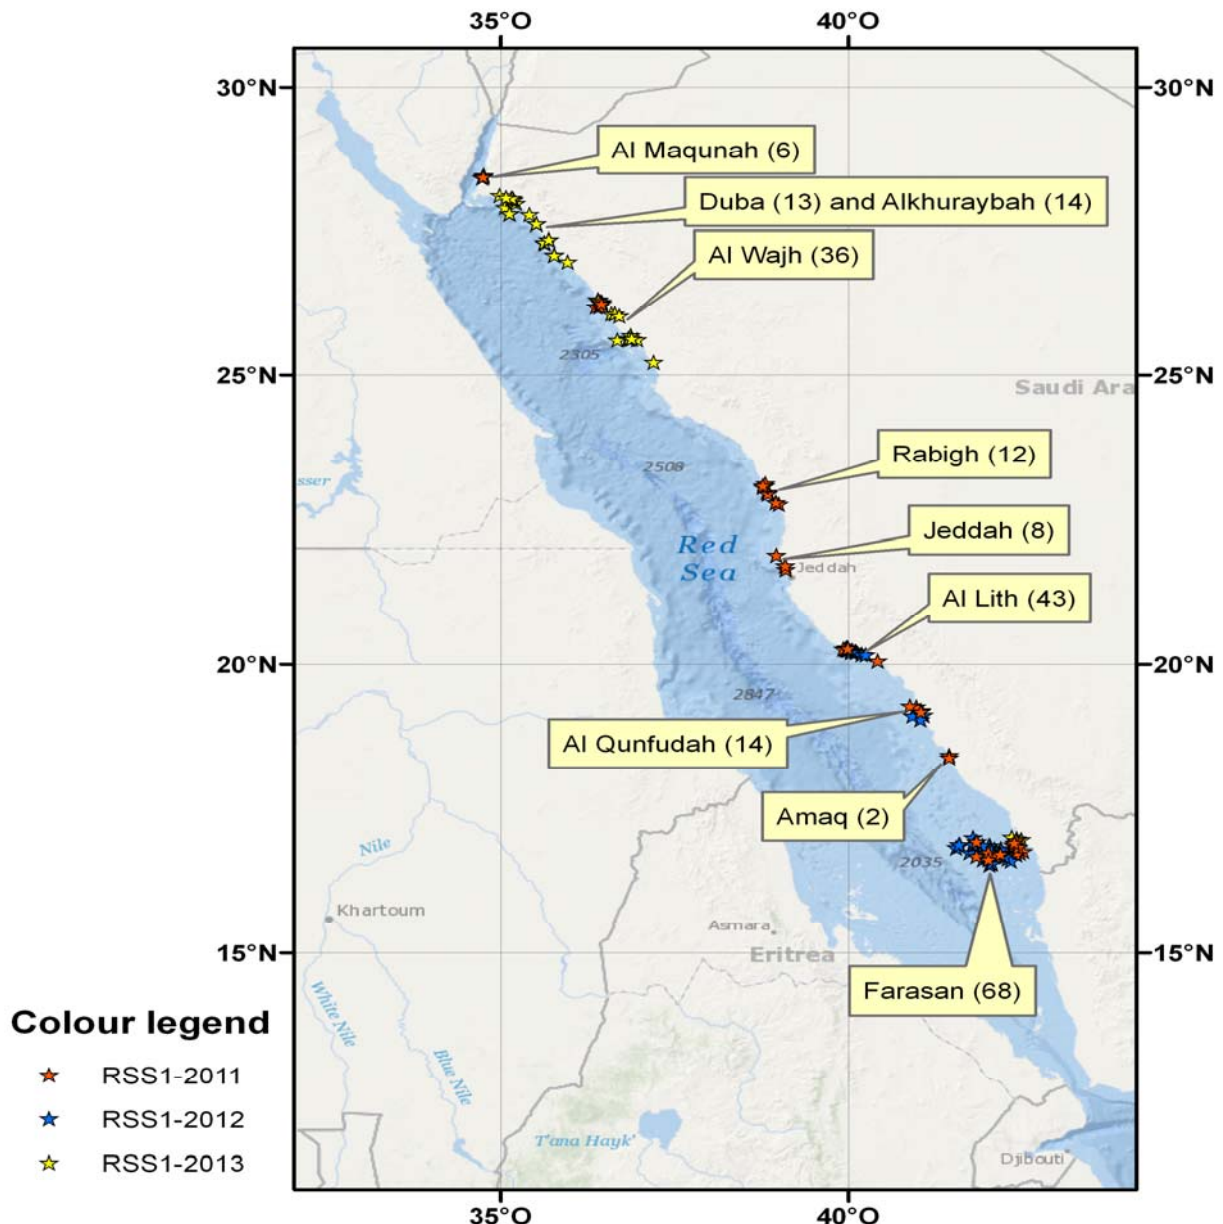 35°O 40°O
30°N 30°N
Al Maqunah (6)
Duba (13) and Alkhuraybah (14)
Al Wajh (36)
2305
25°N 25°N
Saudi Ara
Rabigh (12)
2508
sser
Jeddah (8)
Red
Sea
Jeddah
Al Lith (43)
20°N 20°N
2847
Al Qunfudah (14)
Amaq (2)
Nile
2035
Khartoum
Asmara
Eritrea
15°N 15°N
Farasan (68)
White Nile
Blue Nile
Colour legend
RSS1-2011
RSS1-2012
RSS1-2013
T'ana Hayk'
Djibouti
35°O 40°O